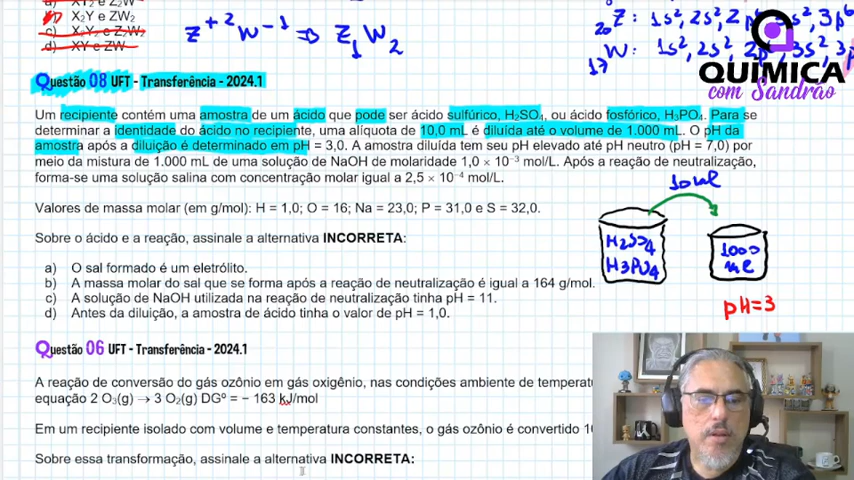 X₂Y e ZW₂
c) X₂Y₂ e Z₂W₂
d) XY e ZW
Z⁺² W⁻¹ ⇒ Z₁W₂
₂₀Z: 1s², 2s², 2p⁶, 3s², 3p⁶
₁₇W: 1s², 2s², 2p⁶, 3s², 3p
QUIMICA
com Sandrão
Questão 08 UFT - Transferência - 2024.1
Um recipiente contém uma amostra de um ácido que pode ser ácido sulfúrico, H₂SO₄, ou ácido fosfórico, H₃PO₄. Para se
determinar a identidade do ácido no recipiente, uma alíquota de 10,0 mL é diluída até o volume de 1.000 mL. O pH da
amostra após a diluição é determinado em pH = 3,0. A amostra diluída tem seu pH elevado até pH neutro (pH = 7,0) por
meio da mistura de 1.000 mL de uma solução de NaOH de molaridade 1,0 × 10⁻³ mol/L. Após a reação de neutralização,
forma-se uma solução salina com concentração molar igual a 2,5 × 10⁻⁴ mol/L.
Valores de massa molar (em g/mol): H = 1,0; O = 16; Na = 23,0; P = 31,0 e S = 32,0.
Sobre o ácido e a reação, assinale a alternativa INCORRETA:
a) O sal formado é um eletrólito.
b) A massa molar do sal que se forma após a reação de neutralização é igual a 164 g/mol.
c) A solução de NaOH utilizada na reação de neutralização tinha pH = 11.
d) Antes da diluição, a amostra de ácido tinha o valor de pH = 1,0.
10ml
H2SO4
H3PO4
1000
ml
pH=3
Questão 06 UFT - Transferência - 2024.1
A reação de conversão do gás ozônio em gás oxigênio, nas condições ambiente de temperat
equação 2 O₃(g) → 3 O₂(g) DGº = − 163 kJ/mol
Em um recipiente isolado com volume e temperatura constantes, o gás ozônio é convertido 10
Sobre essa transformação, assinale a alternativa INCORRETA: